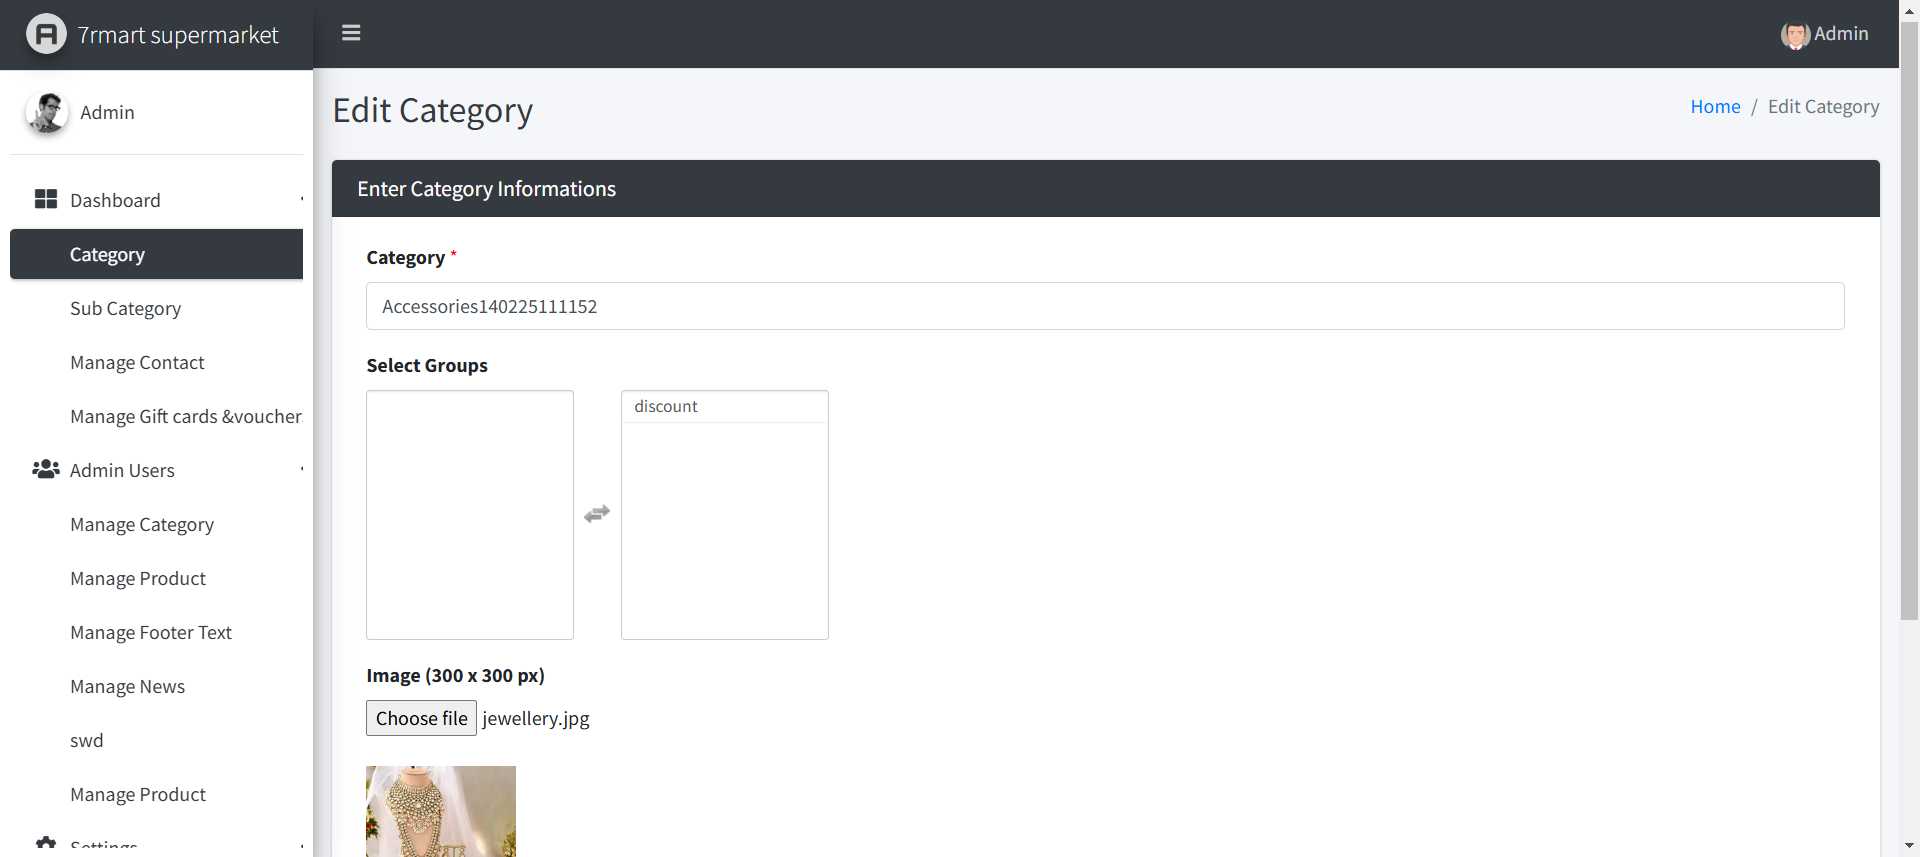 7rmart supermarket
Admin
Admin
Edit Category
Home / Edit Category
Dashboard
Category
Sub Category
Manage Contact
Manage Gift cards &voucher
Admin Users
Manage Category
Manage Product
Manage Footer Text
Manage News
swd
Manage Product
Settings
Enter Category Informations
Category *
Accessories140225111152
Select Groups
discount
Image (300 x 300 px)
Choose file jewellery.jpg